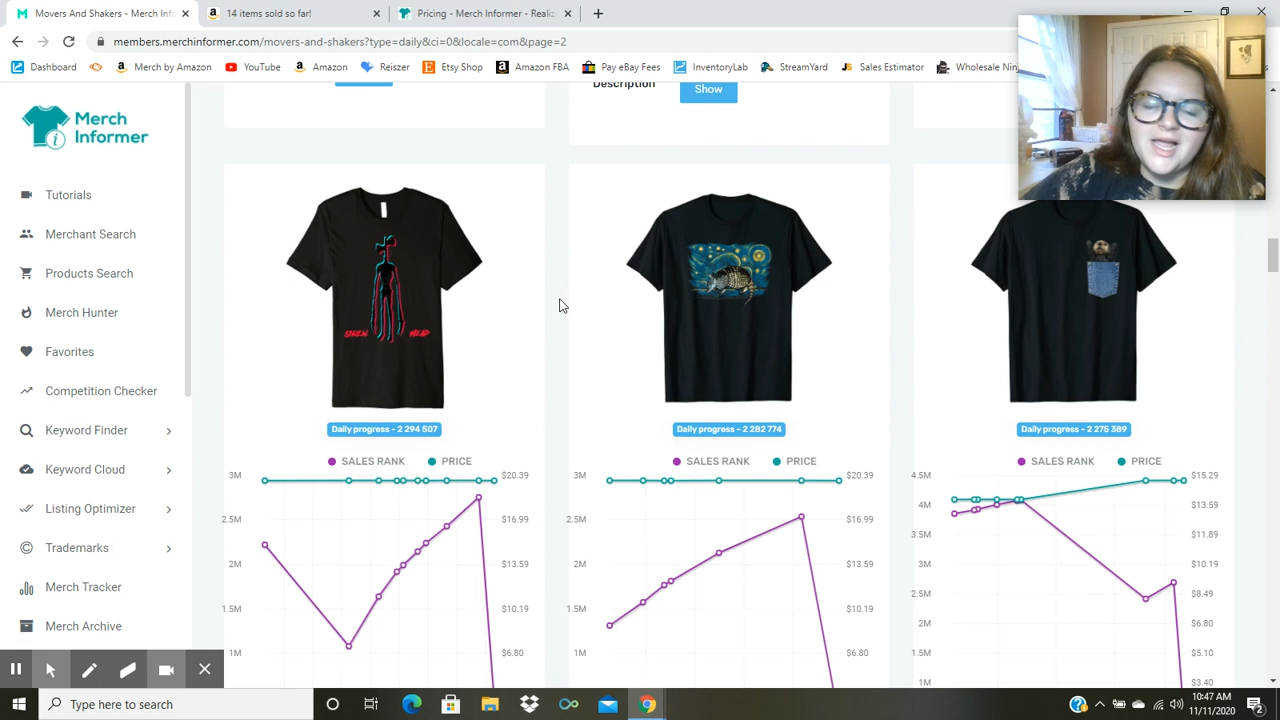 Movers And Shakers - Merch Inf
14 items sold so far!
Pricing - Merch Informer - Realiz
members.merchinformer.com/movers-and-shakers?type=daily&ci=0&locale=com&page=2
Dashboard
Merch by Amazon
YouTube
Amazon
Reiszer
Etsy Shop
Amazon FBA
Pay eBay Fees
InventoryLab
StreamYard
Sales Estimator
Wholesale Nin
Merch
Informer
Description
Show
Tutorials
Merchant Search
Products Search
Merch Hunter
Favorites
Competition Checker
Keyword Finder
Keyword Cloud
Listing Optimizer
Trademarks
Merch Tracker
Merch Archive
SIREN HEAD
Daily progress - 2 294 507
SALES RANK PRICE
3M $20.39
2.5M $16.99
2M $13.59
1.5M $10.19
1M $6.80
Daily progress - 2 282 774
SALES RANK PRICE
3M $20.39
2.5M $16.99
2M $13.59
1.5M $10.19
1M $6.80
Daily progress - 2 275 389
SALES RANK PRICE
4.5M $15.29
4M $13.59
3.5M $11.89
3M $10.19
2.5M $8.49
2M $6.80
1.5M $5.10
1M $3.40
Type here to search
10:47 AM
11/11/2020
2